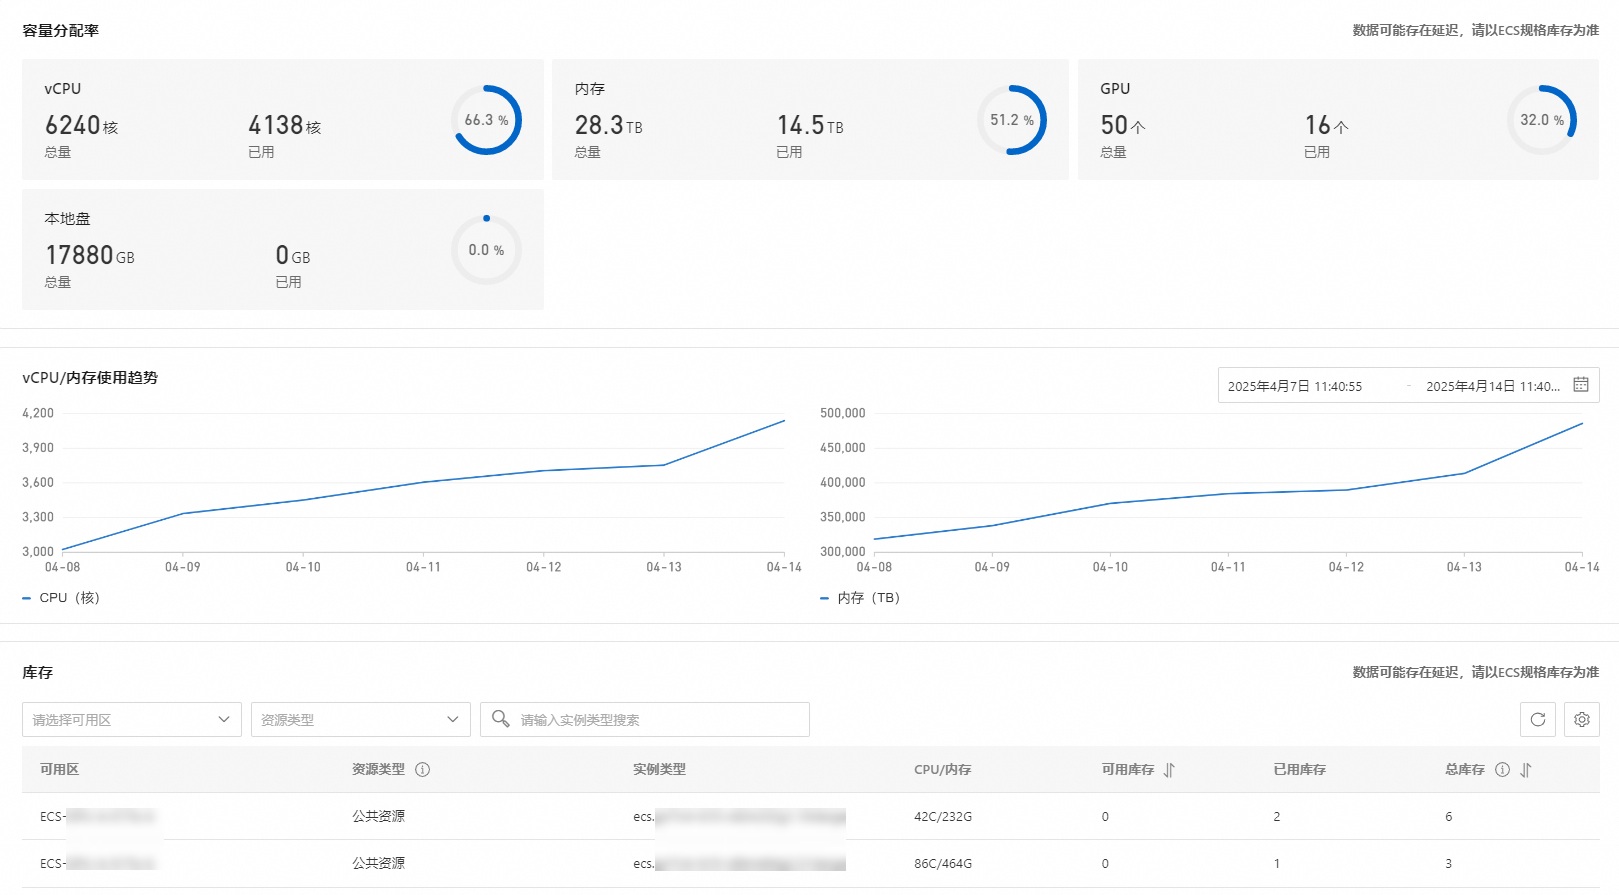 容量分配率
数据可能存在延迟，请以ECS规格库存为准
vCPU
6240核
总量
4138核
已用
66.3 %
内存
28.3TB
总量
14.5TB
已用
51.2 %
GPU
50个
总量
16个
已用
32.0 %
本地盘
17880GB
总量
0GB
已用
0.0 %
vCPU/内存使用趋势
2025年4月7日 11:40:55 - 2025年4月14日 11:40...
4,200
3,900
3,600
3,300
3,000
04-08 04-09 04-10 04-11 04-12 04-13 04-14
CPU（核）
500,000
450,000
400,000
350,000
300,000
04-08 04-09 04-10 04-11 04-12 04-13 04-14
内存（TB）
库存
数据可能存在延迟，请以ECS规格库存为准
请选择可用区 资源类型 请输入实例类型搜索
可用区 资源类型 实例类型 CPU/内存 可用库存 已用库存 总库存
ECS- 公共资源 ecs. 42C/232G 0 2 6
ECS- 公共资源 ecs. 86C/464G 0 1 3